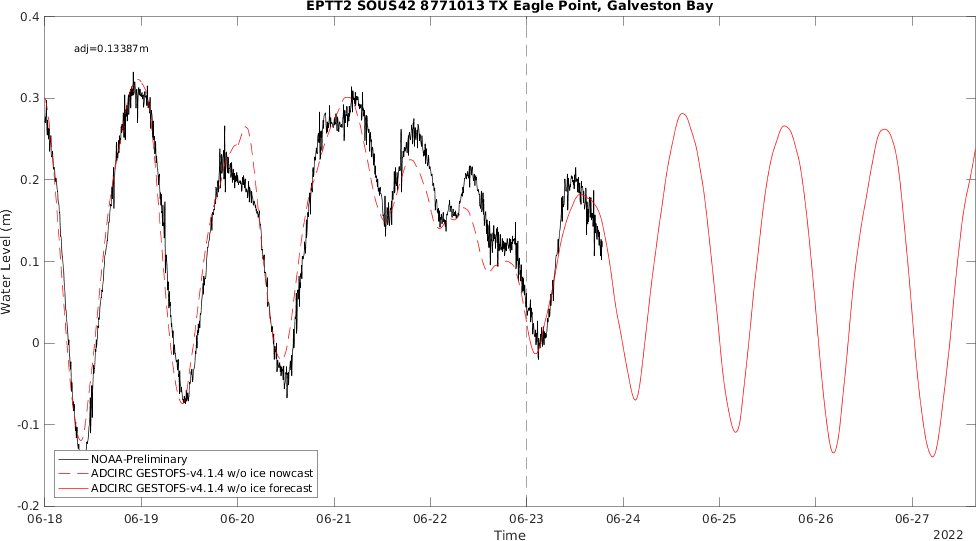 EPTT2 SOUS42 8771013 TX Eagle Point, Galveston Bay
0.4
adj=0.13387m
0.3
0.2
0.1
0
-0.1
-0.2
Water Level (m)
NOAA-Preliminary
ADCIRC GESTOFS-v4.1.4 w/o ice nowcast
ADCIRC GESTOFS-v4.1.4 w/o ice forecast
06-18 06-19 06-20 06-21 06-22 06-23 06-24 06-25 06-26 06-27
Time
2022